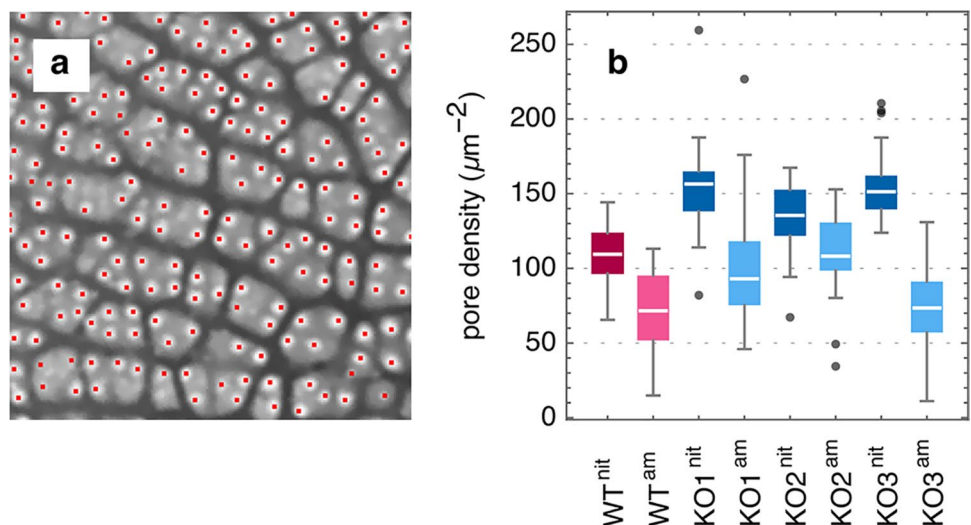 a
b
pore density (μm⁻²)
250
200
150
100
50
0
WTⁿⁱᵗ
WTᵃᵐ
KO1ⁿⁱᵗ
KO1ᵃᵐ
KO2ⁿⁱᵗ
KO2ᵃᵐ
KO3ⁿⁱᵗ
KO3ᵃᵐ